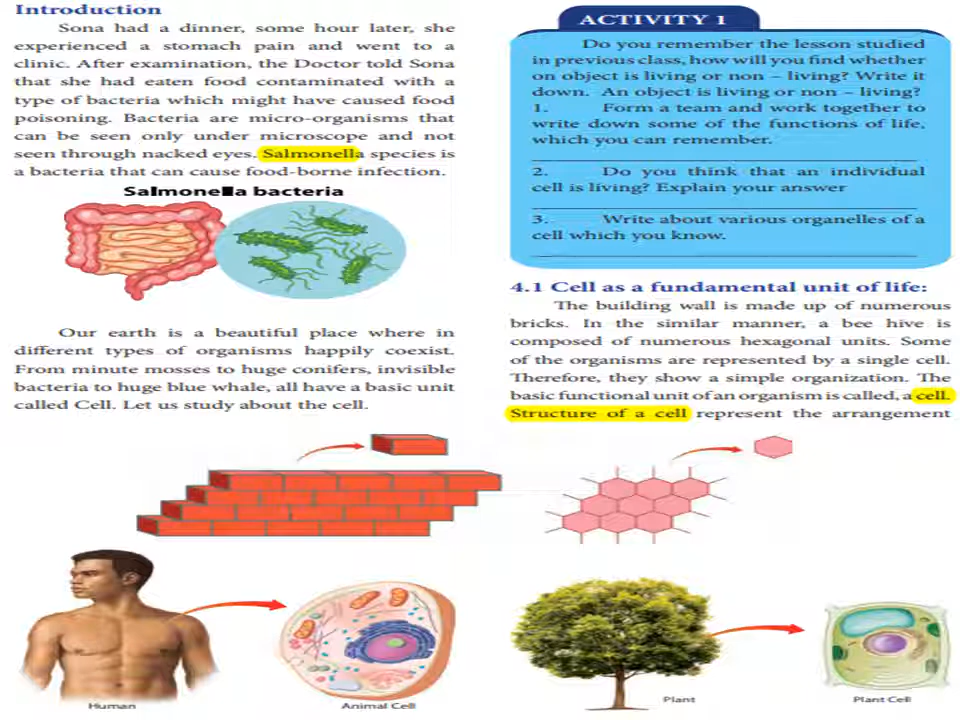 Introduction
Sona had a dinner, some hour later, she
experienced a stomach pain and went to a
clinic. After examination, the Doctor told Sona
that she had eaten food contaminated with a
type of bacteria which might have caused food
poisoning. Bacteria are micro-organisms that
can be seen only under microscope and not
seen through nacked eyes. Salmonella species is
a bacteria that can cause food-borne infection.
Salmonella bacteria
Our earth is a beautiful place where in
different types of organisms happily coexist.
From minute mosses to huge conifers, invisible
bacteria to huge blue whale, all have a basic unit
called Cell. Let us study about the cell.
ACTIVITY 1
Do you remember the lesson studied
in previous class, how will you find whether
on object is living or non – living? Write it
down. An object is living or non – living?
1. Form a team and work together to
write down some of the functions of life,
which you can remember.
2. Do you think that an individual
cell is living? Explain your answer
3. Write about various organelles of a
cell which you know.
4.1 Cell as a fundamental unit of life:
The building wall is made up of numerous
bricks. In the similar manner, a bee hive is
composed of numerous hexagonal units. Some
of the organisms are represented by a single cell.
Therefore, they show a simple organization. The
basic functional unit of an organism is called, a cell.
Structure of a cell represent the arrangement
Human
Animal Cell
Plant
Plant Cell